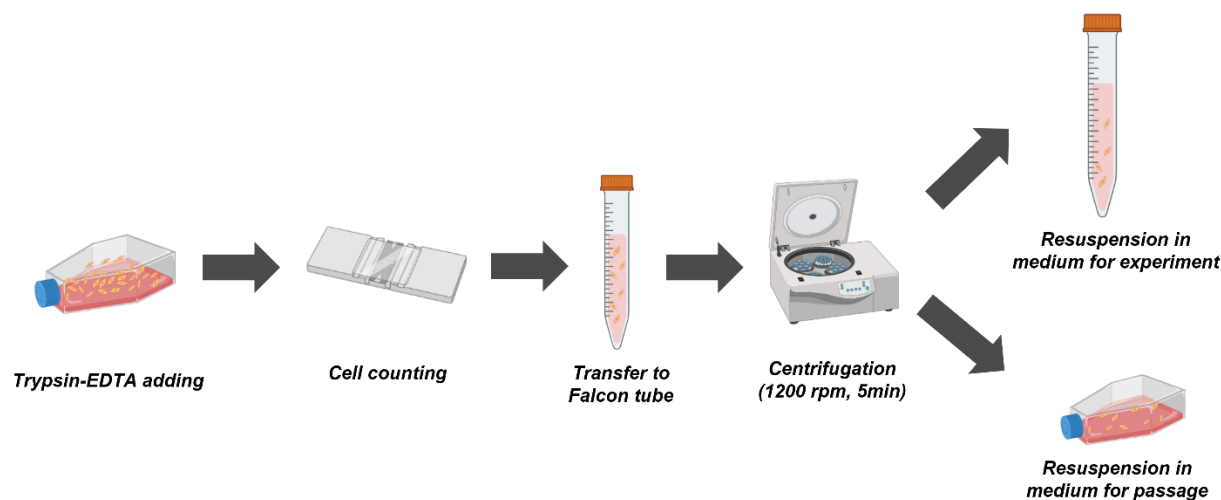 Trypsin-EDTA adding
Cell counting
Transfer to
Falcon tube
Centrifugation
(1200 rpm, 5min)
Resuspension in
medium for experiment
Resuspension in
medium for passage